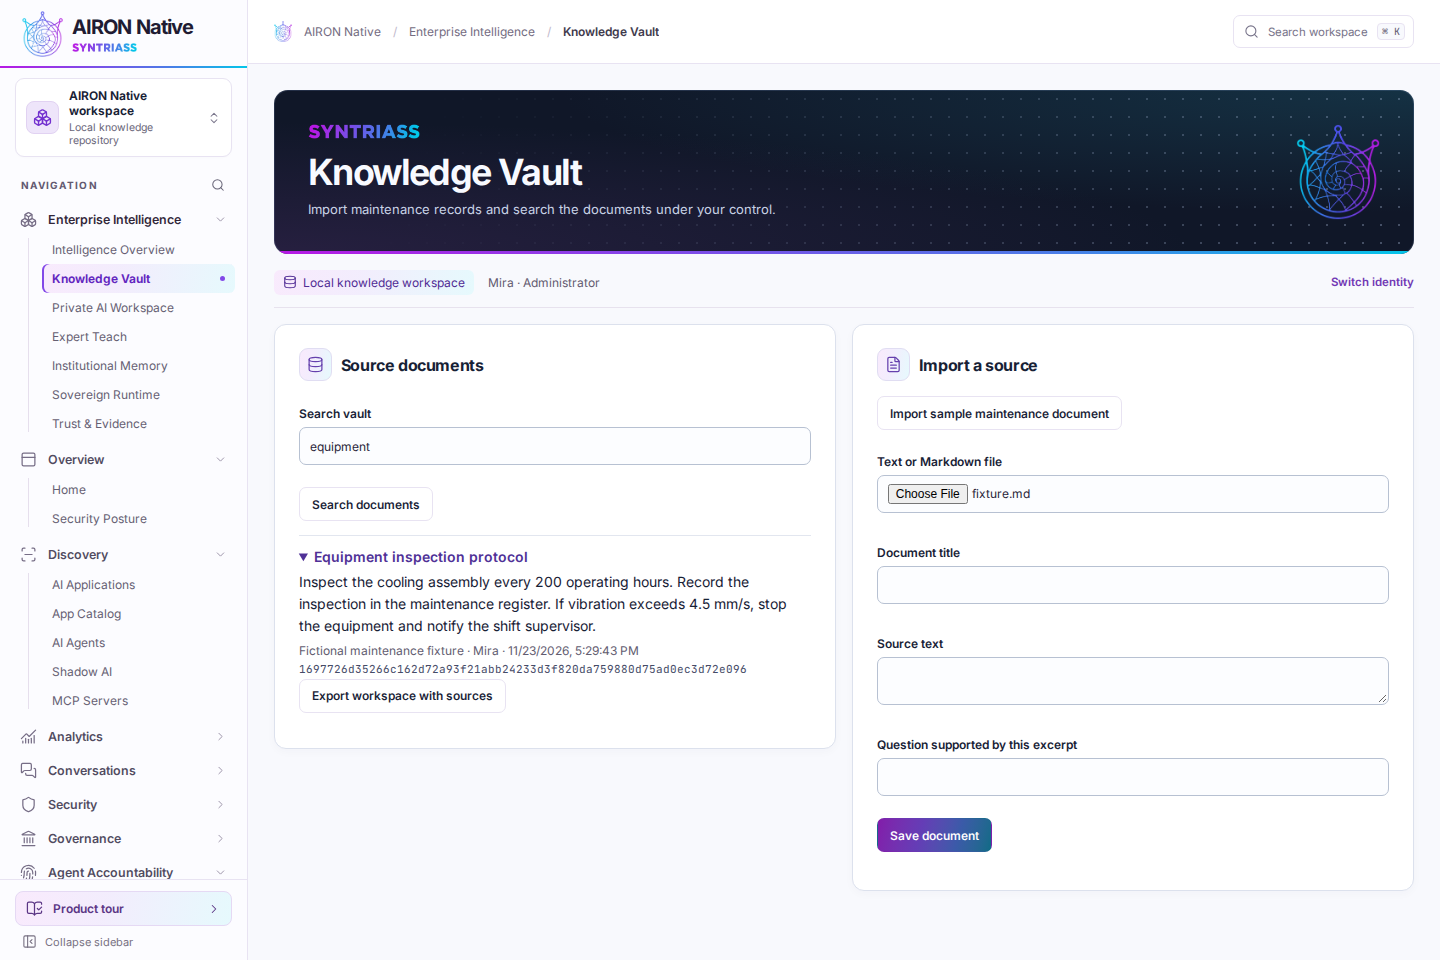 AIRON Native
SYNTRIASS
AIRON Native
workspace
Local knowledge
repository
NAVIGATION
Enterprise Intelligence
Intelligence Overview
Knowledge Vault
Private AI Workspace
Expert Teach
Institutional Memory
Sovereign Runtime
Trust & Evidence
Overview
Home
Security Posture
Discovery
AI Applications
App Catalog
AI Agents
Shadow AI
MCP Servers
Analytics
Conversations
Security
Governance
Agent Accountability
Product tour
Collapse sidebar
AIRON Native / Enterprise Intelligence / Knowledge Vault
Search workspace ⌘ K
SYNTRIASS
Knowledge Vault
Import maintenance records and search the documents under your control.
Local knowledge workspace Mira · Administrator
Switch identity
Source documents
Search vault
equipment
Search documents
▼ Equipment inspection protocol
Inspect the cooling assembly every 200 operating hours. Record the
inspection in the maintenance register. If vibration exceeds 4.5 mm/s, stop
the equipment and notify the shift supervisor.
Fictional maintenance fixture · Mira · 11/23/2026, 5:29:43 PM
1697726d35266c162d72a93f21abb24233d3f820da759880d75ad0ec3d72e096
Export workspace with sources
Import a source
Import sample maintenance document
Text or Markdown file
Choose File fixture.md
Document title
Source text
Question supported by this excerpt
Save document